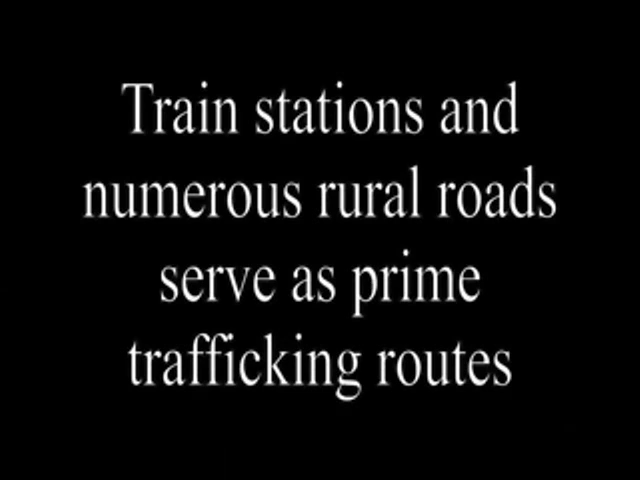 Train stations and
numerous rural roads
serve as prime
trafficking routes